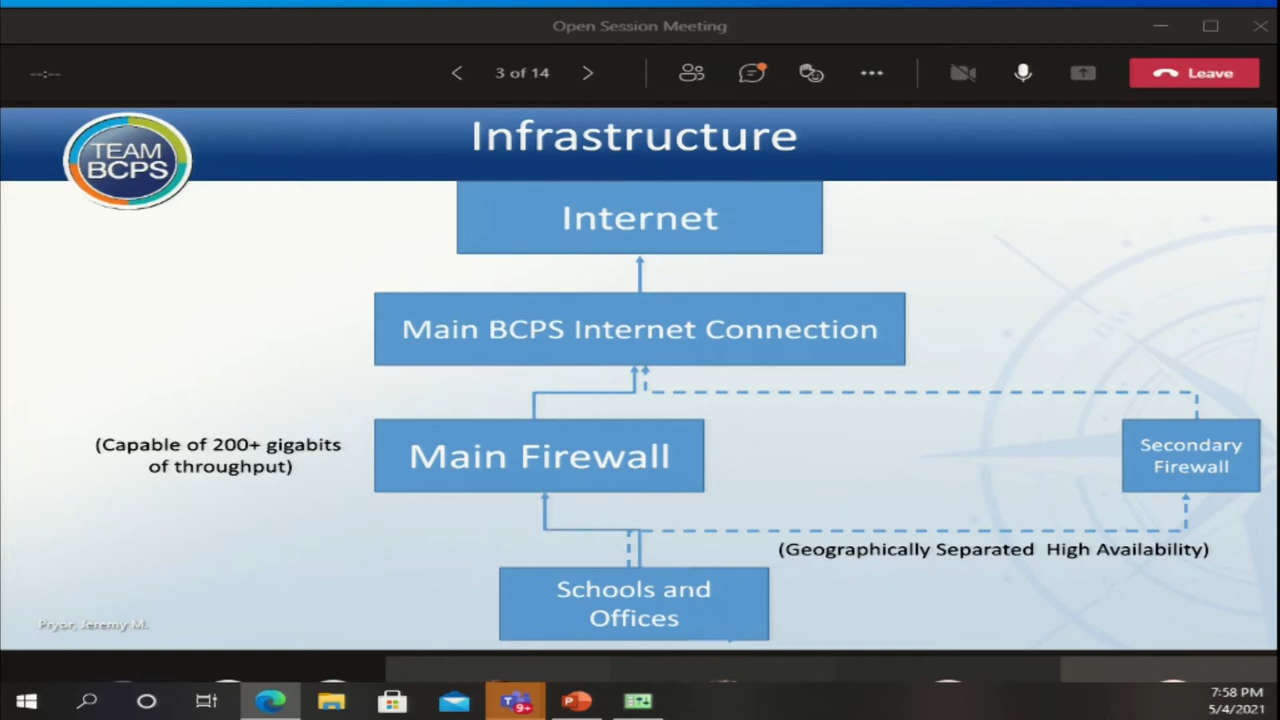 Open Session Meeting
--:--
3 of 14
Leave
TEAM
BCPS
Infrastructure
Internet
Main BCPS Internet Connection
(Capable of 200+ gigabits
of throughput)
Main Firewall
Secondary
Firewall
(Geographically Separated High Availability)
Schools and
Offices
Pryor, Jeremy M.
9+
7:58 PM
5/4/2021